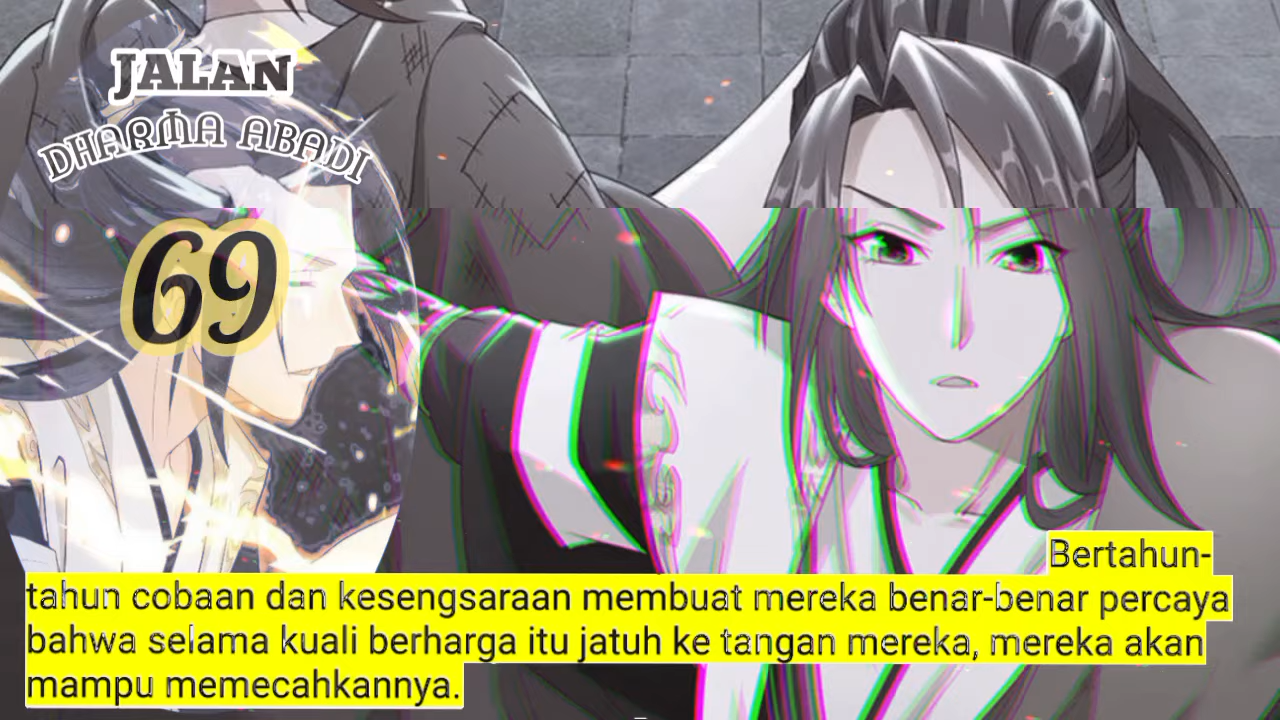 JALAN
DHARMA ABADI
69
Bertahun-
tahun cobaan dan kesengsaraan membuat mereka benar-benar percaya
bahwa selama kuali berharga itu jatuh ke tangan mereka, mereka akan
mampu memecahkannya.